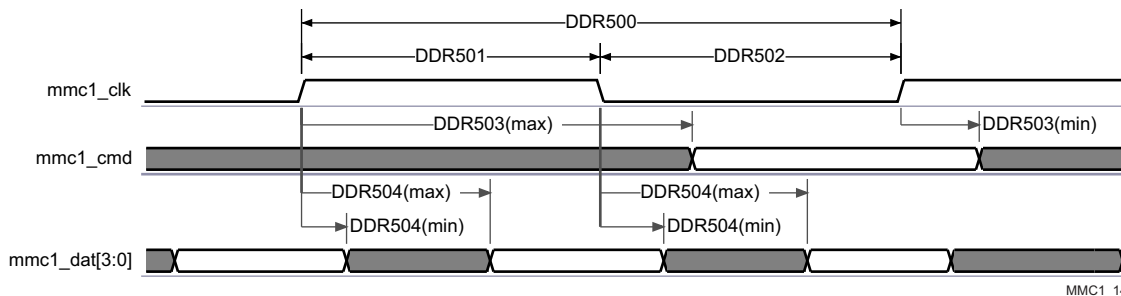 DDR500
DDR501 DDR502
mmc1_clk
DDR503(max) DDR503(min)
mmc1_cmd
DDR504(max) DDR504(max)
DDR504(min) DDR504(min)
mmc1_dat[3:0]